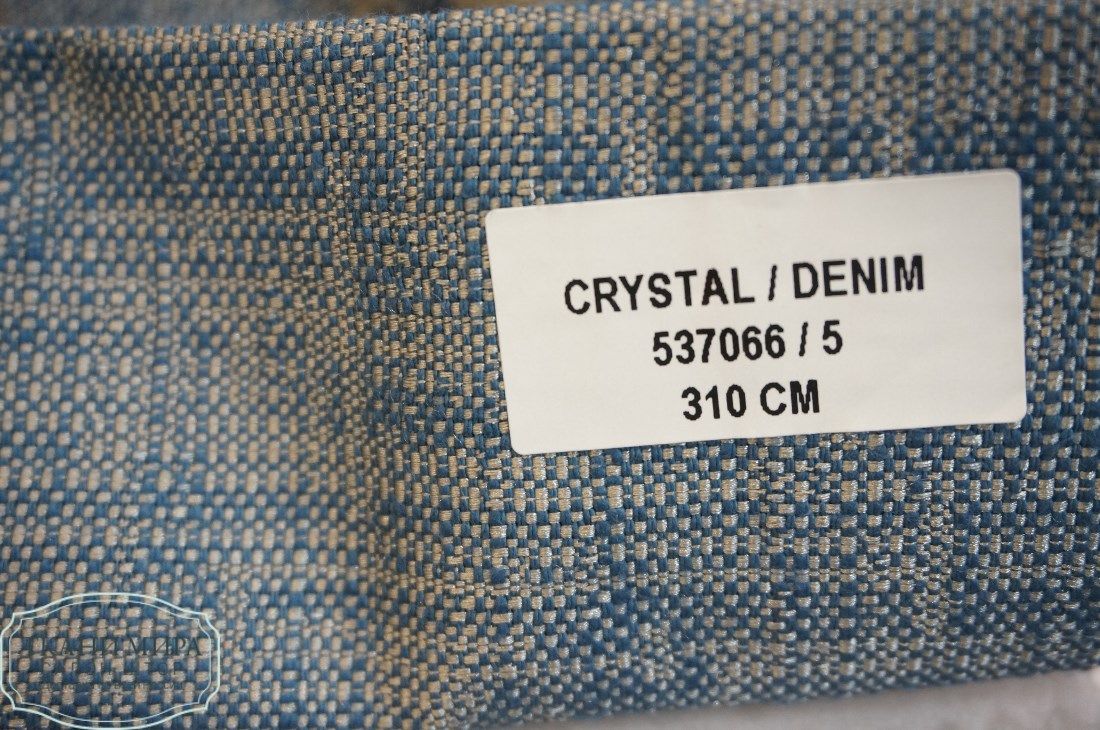 CRYSTAL / DENIM
537066 / 5
310 CM
ТКАНИ МИРА